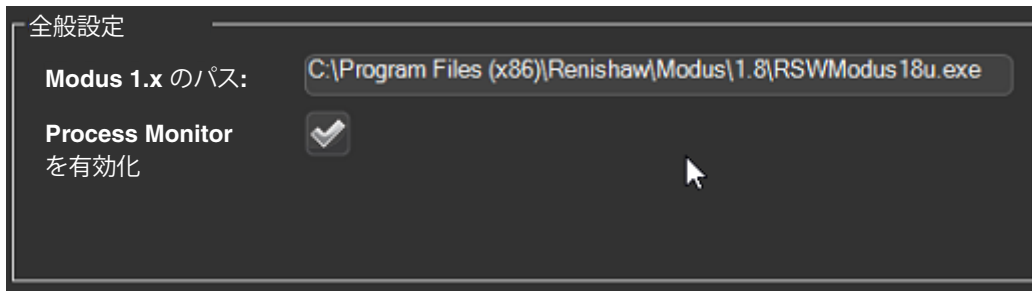 全般設定
Modus 1.x のパス:
C:\Program Files (x86)\Renishaw\Modus\1.8\RSWModus18u.exe
Process Monitor
を有効化